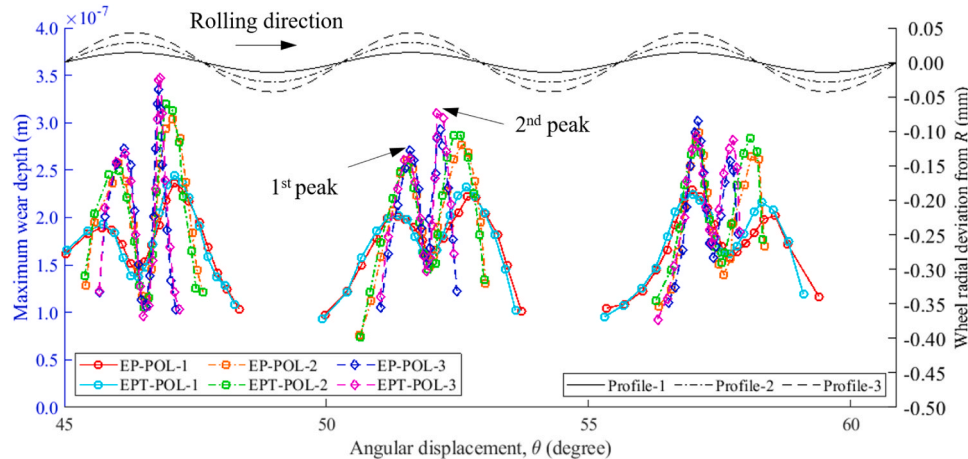 ×10⁻⁷
4.0
3.5
3.0
2.5
2.0
1.5
1.0
0.5
0.0
Maximum wear depth (m)
Rolling direction
1st peak
2nd peak
EP-POL-1 EP-POL-2 EP-POL-3
EPT-POL-1 EPT-POL-2 EPT-POL-3
Profile-1 Profile-2 Profile-3
0.05
0.00
-0.05
-0.10
-0.15
-0.20
-0.25
-0.30
-0.35
-0.40
-0.45
-0.50
Wheel radial deviation from R (mm)
45 50 55 60
Angular displacement, θ (degree)